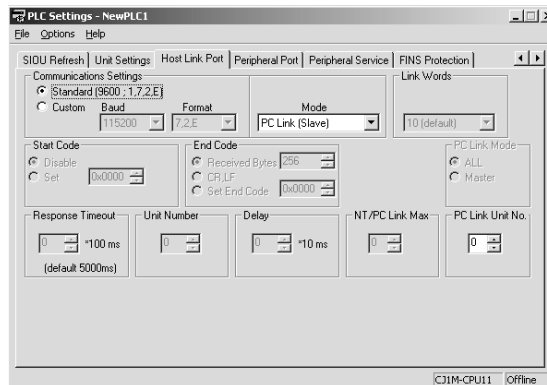 PLC Settings - NewPLC1
File Options Help
SIOU Refresh Unit Settings Host Link Port Peripheral Port Peripheral Service FINS Protection
Communications Settings
Link Words
Standard (9600 ; 1,7,2,E)
Custom Baud Format Mode
115200 7,2,E PC Link (Slave) 10 (default)
Start Code End Code PC Link Mode
Disable Received Bytes 256 ALL
Set 0x0000 CR,LF Master
Set End Code 0x0000
Response Timeout Unit Number Delay NT/PC Link Max PC Link Unit No.
0 *100 ms 0 0 *10 ms 0 0
(default 5000ms)
CJ1M-CPU11 Offline